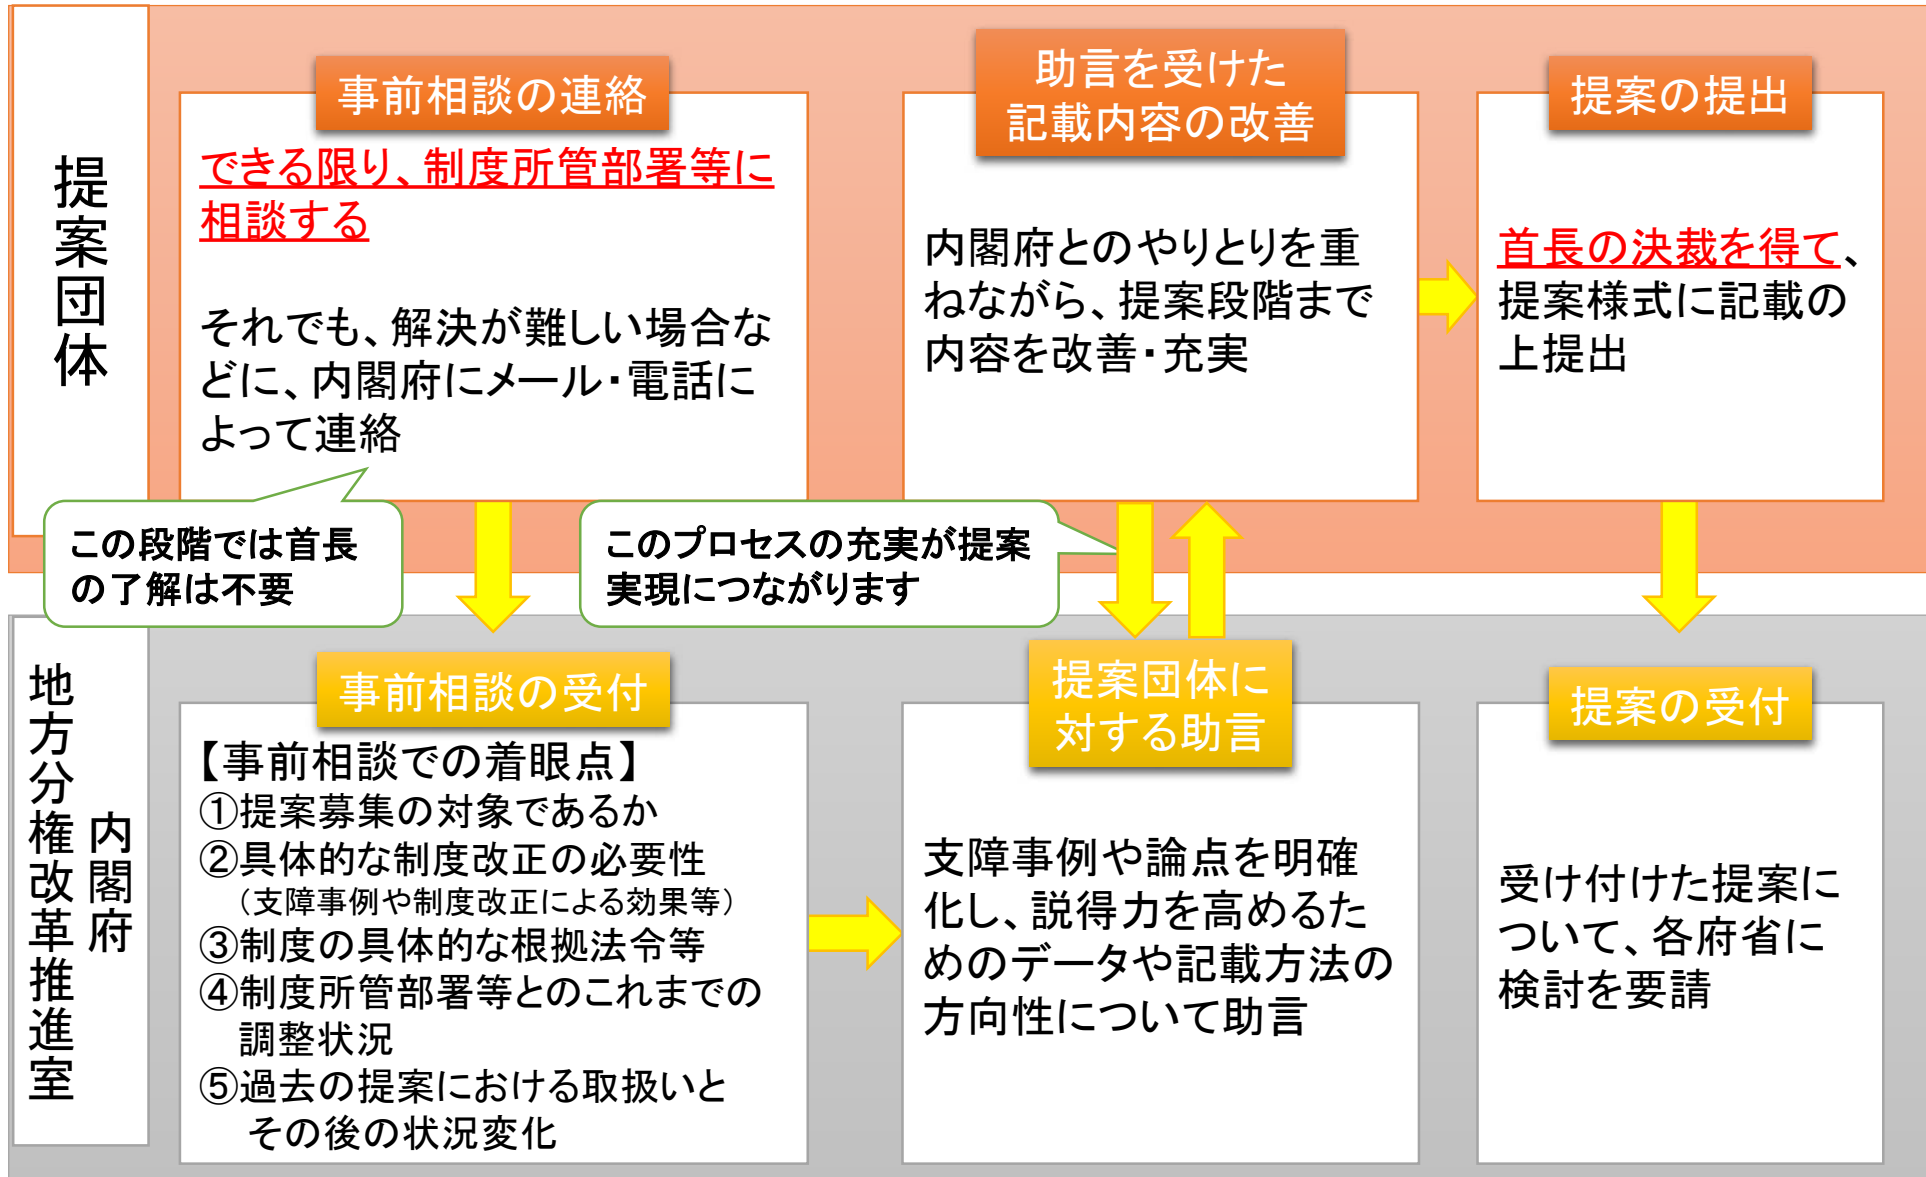 提案団体
事前相談の連絡
できる限り、制度所管部署等に
相談する
それでも、解決が難しい場合な
どに、内閣府にメール・電話に
よって連絡
この段階では首長
の了解は不要
助言を受けた
記載内容の改善
内閣府とのやりとりを重
ねながら、提案段階まで
内容を改善・充実
このプロセスの充実が提案
実現につながります
提案の提出
首長の決裁を得て、
提案様式に記載の
上提出
内閣府
地方分権改革推進室
事前相談の受付
【事前相談での着眼点】
①提案募集の対象であるか
②具体的な制度改正の必要性
（支障事例や制度改正による効果等）
③制度の具体的な根拠法令等
④制度所管部署等とのこれまでの
調整状況
⑤過去の提案における取扱いと
その後の状況変化
提案団体に
対する助言
支障事例や論点を明確
化し、説得力を高めるた
めのデータや記載方法の
方向性について助言
提案の受付
受け付けた提案に
ついて、各府省に
検討を要請